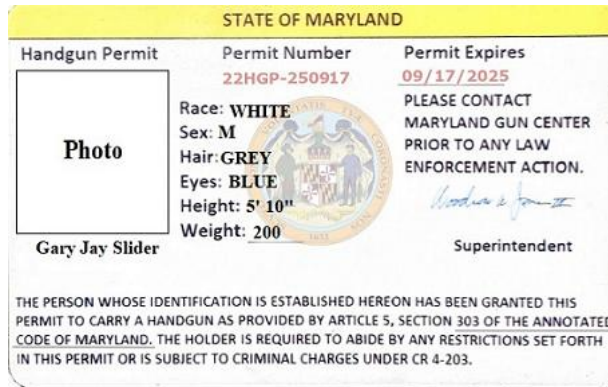 STATE OF MARYLAND
Handgun Permit
Permit Number
22HGP-250917
Permit Expires
09/17/2025
Photo
Gary Jay Slider
Race: WHITE
Sex: M
Hair: GREY
Eyes: BLUE
Height: 5' 10"
Weight: 200
PLEASE CONTACT
MARYLAND GUN CENTER
PRIOR TO ANY LAW
ENFORCEMENT ACTION.
Superintendent
THE PERSON WHOSE IDENTIFICATION IS ESTABLISHED HEREON HAS BEEN GRANTED THIS
PERMIT TO CARRY A HANDGUN AS PROVIDED BY ARTICLE 5, SECTION 303 OF THE ANNOTATED
CODE OF MARYLAND. THE HOLDER IS REQUIRED TO ABIDE BY ANY RESTRICTIONS SET FORTH
IN THIS PERMIT OR IS SUBJECT TO CRIMINAL CHARGES UNDER CR 4-203.